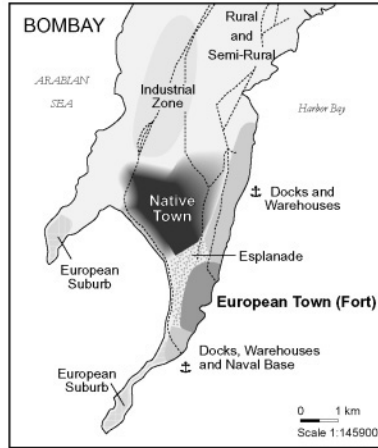 BOMBAY
Rural
and
Semi-Rural
ARABIAN
SEA
Industrial
Zone
Harbor Bay
Native
Town
Docks and
Warehouses
European
Suburb
Esplanade
European Town (Fort)
Docks, Warehouses
and Naval Base
European
Suburb
0 1 km
Scale 1:145900